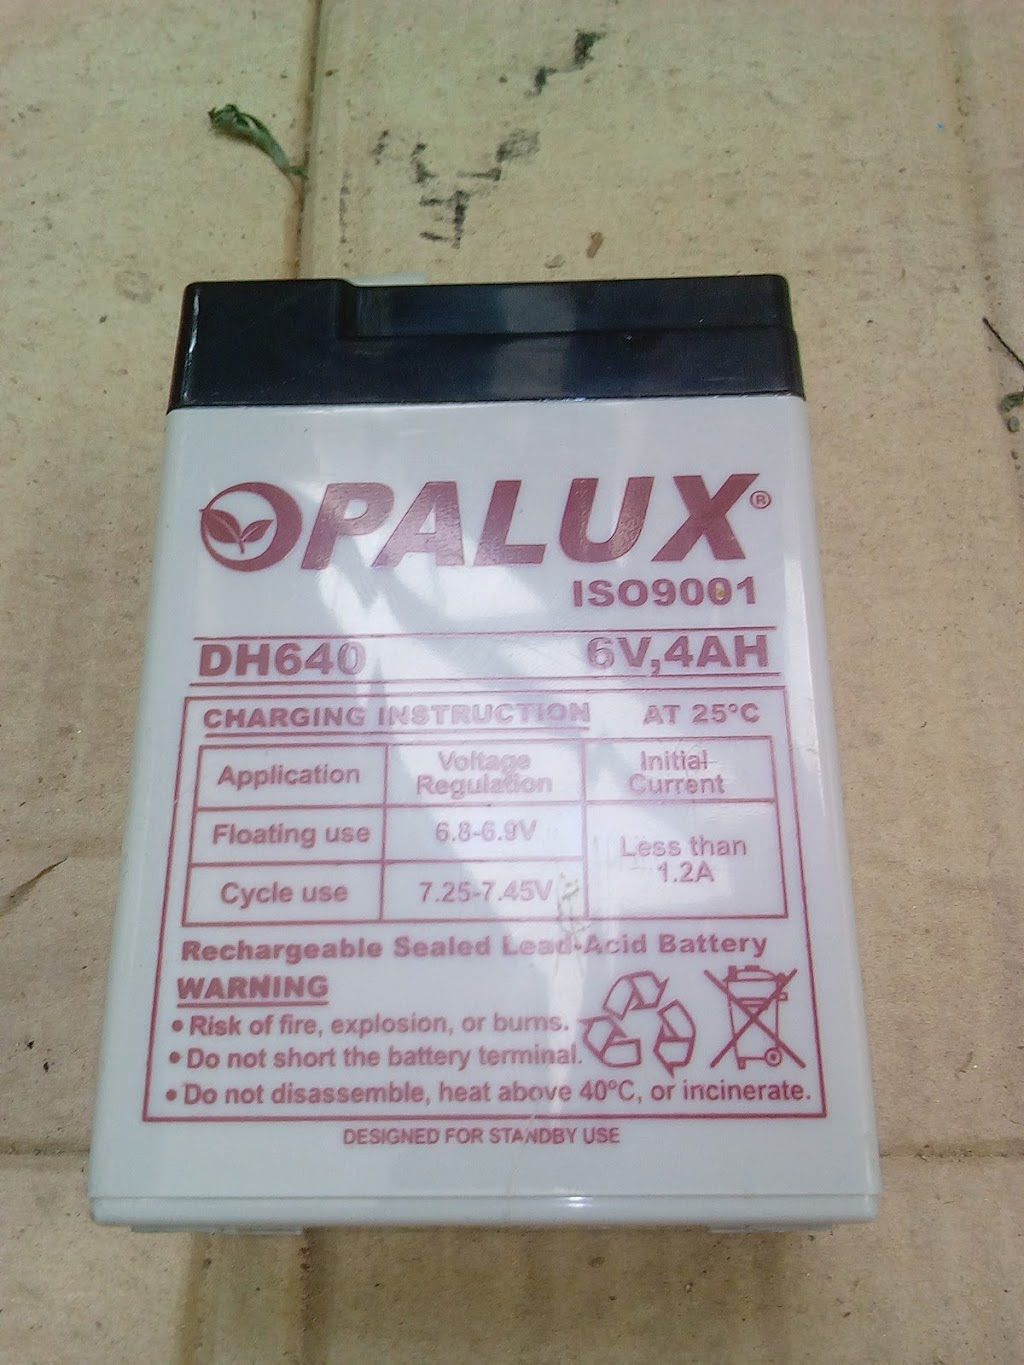 OPALUX®
ISO9001
DH640 6V,4AH
CHARGING INSTRUCTION AT 25°C
Application Voltage Regulation Initial Current
Floating use 6.8-6.9V Less than 1.2A
Cycle use 7.25-7.45V
Rechargeable Sealed Lead-Acid Battery
WARNING
• Risk of fire, explosion, or burns.
• Do not short the battery terminal.
• Do not disassemble, heat above 40°C, or incinerate.
DESIGNED FOR STANDBY USE